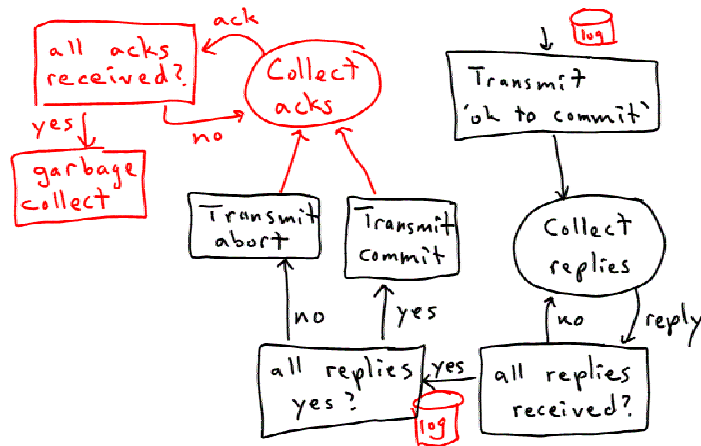 ack
all acks
received?
Collect
acks
yes
no
garbage
collect
log
Transmit
'ok to commit'
Transmit
abort
Transmit
commit
Collect
replies
no
yes
no
reply
all replies
yes?
yes
log
all replies
received?